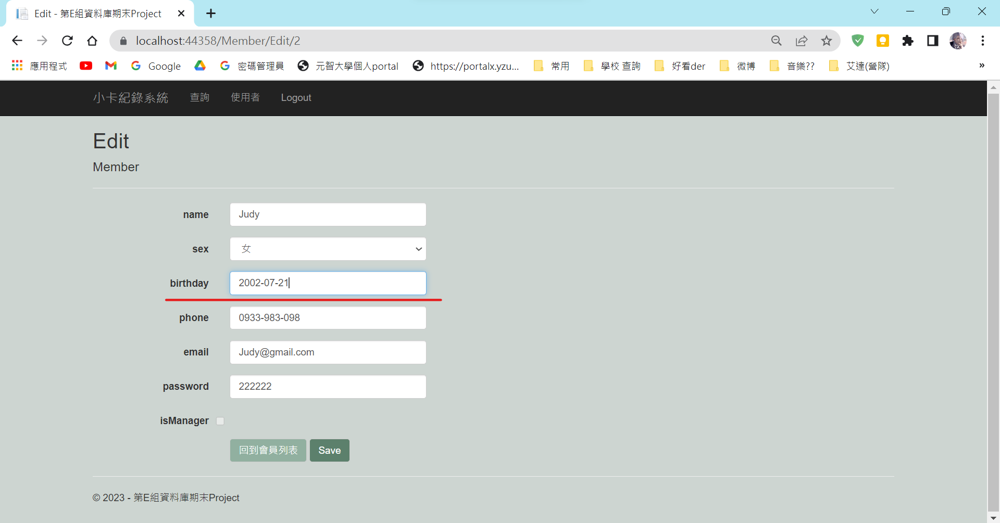 Edit - 第E組資料庫期末Project
localhost:44358/Member/Edit/2
應用程式 Google 密碼管理員 元智大學個人portal https://portalx.yzu... 常用 學校 查詢 好看der 微博 音樂?? 艾達(營隊) »
小卡紀錄系統 查詢 使用者 Logout
Edit
Member
name Judy
sex 女
birthday 2002-07-21
phone 0933-983-098
email Judy@gmail.com
password 222222
isManager
回到會員列表 Save
© 2023 - 第E組資料庫期末Project